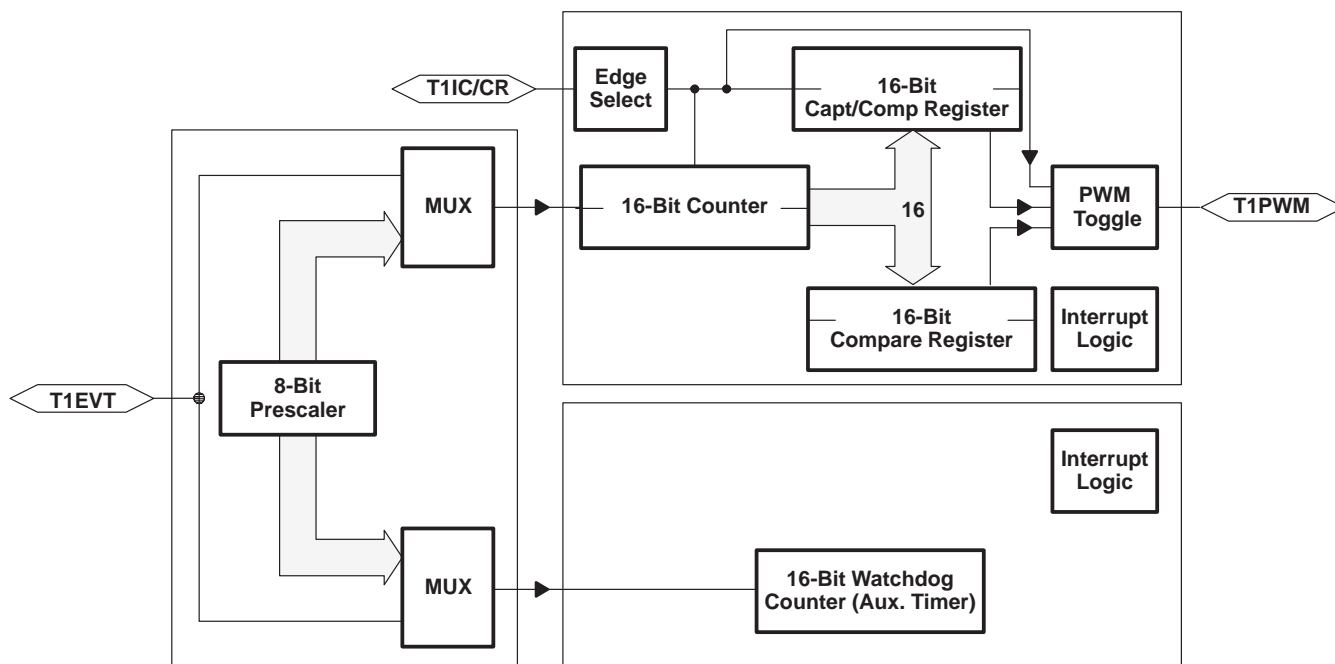 T1IC/CR
Edge
Select
16-Bit
Capt/Comp Register
MUX
16-Bit Counter
16
PWM
Toggle
T1PWM
16-Bit
Compare Register
Interrupt
Logic
T1EVT
8-Bit
Prescaler
Interrupt
Logic
MUX
16-Bit Watchdog
Counter (Aux. Timer)